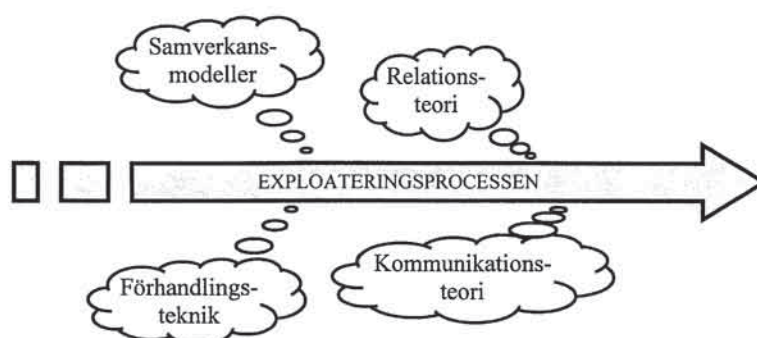 Samverkans-
modeller
Relations-
teori
EXPLOATERINGSPROCESSEN
Förhandlings-
teknik
Kommunikations-
teori